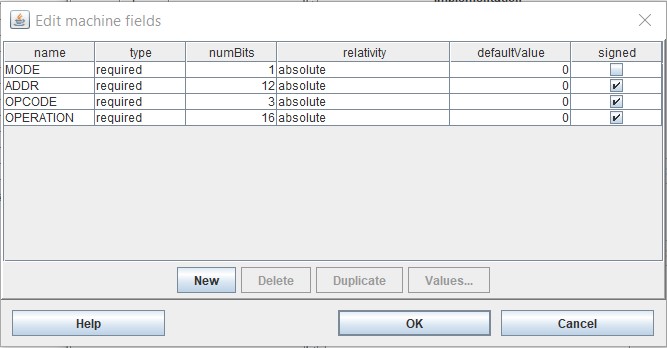 Edit machine fields
name type numBits relativity defaultValue signed
MODE required 1 absolute 0
ADDR required 12 absolute 0
OPCODE required 3 absolute 0
OPERATION required 16 absolute 0
New Delete Duplicate Values...
Help OK Cancel